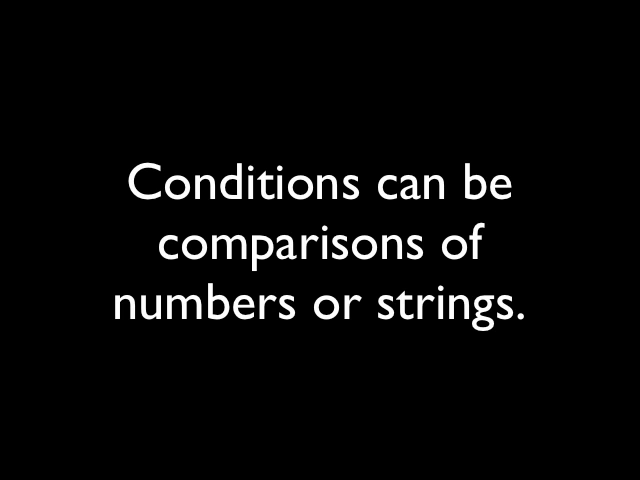 Conditions can be
comparisons of
numbers or strings.